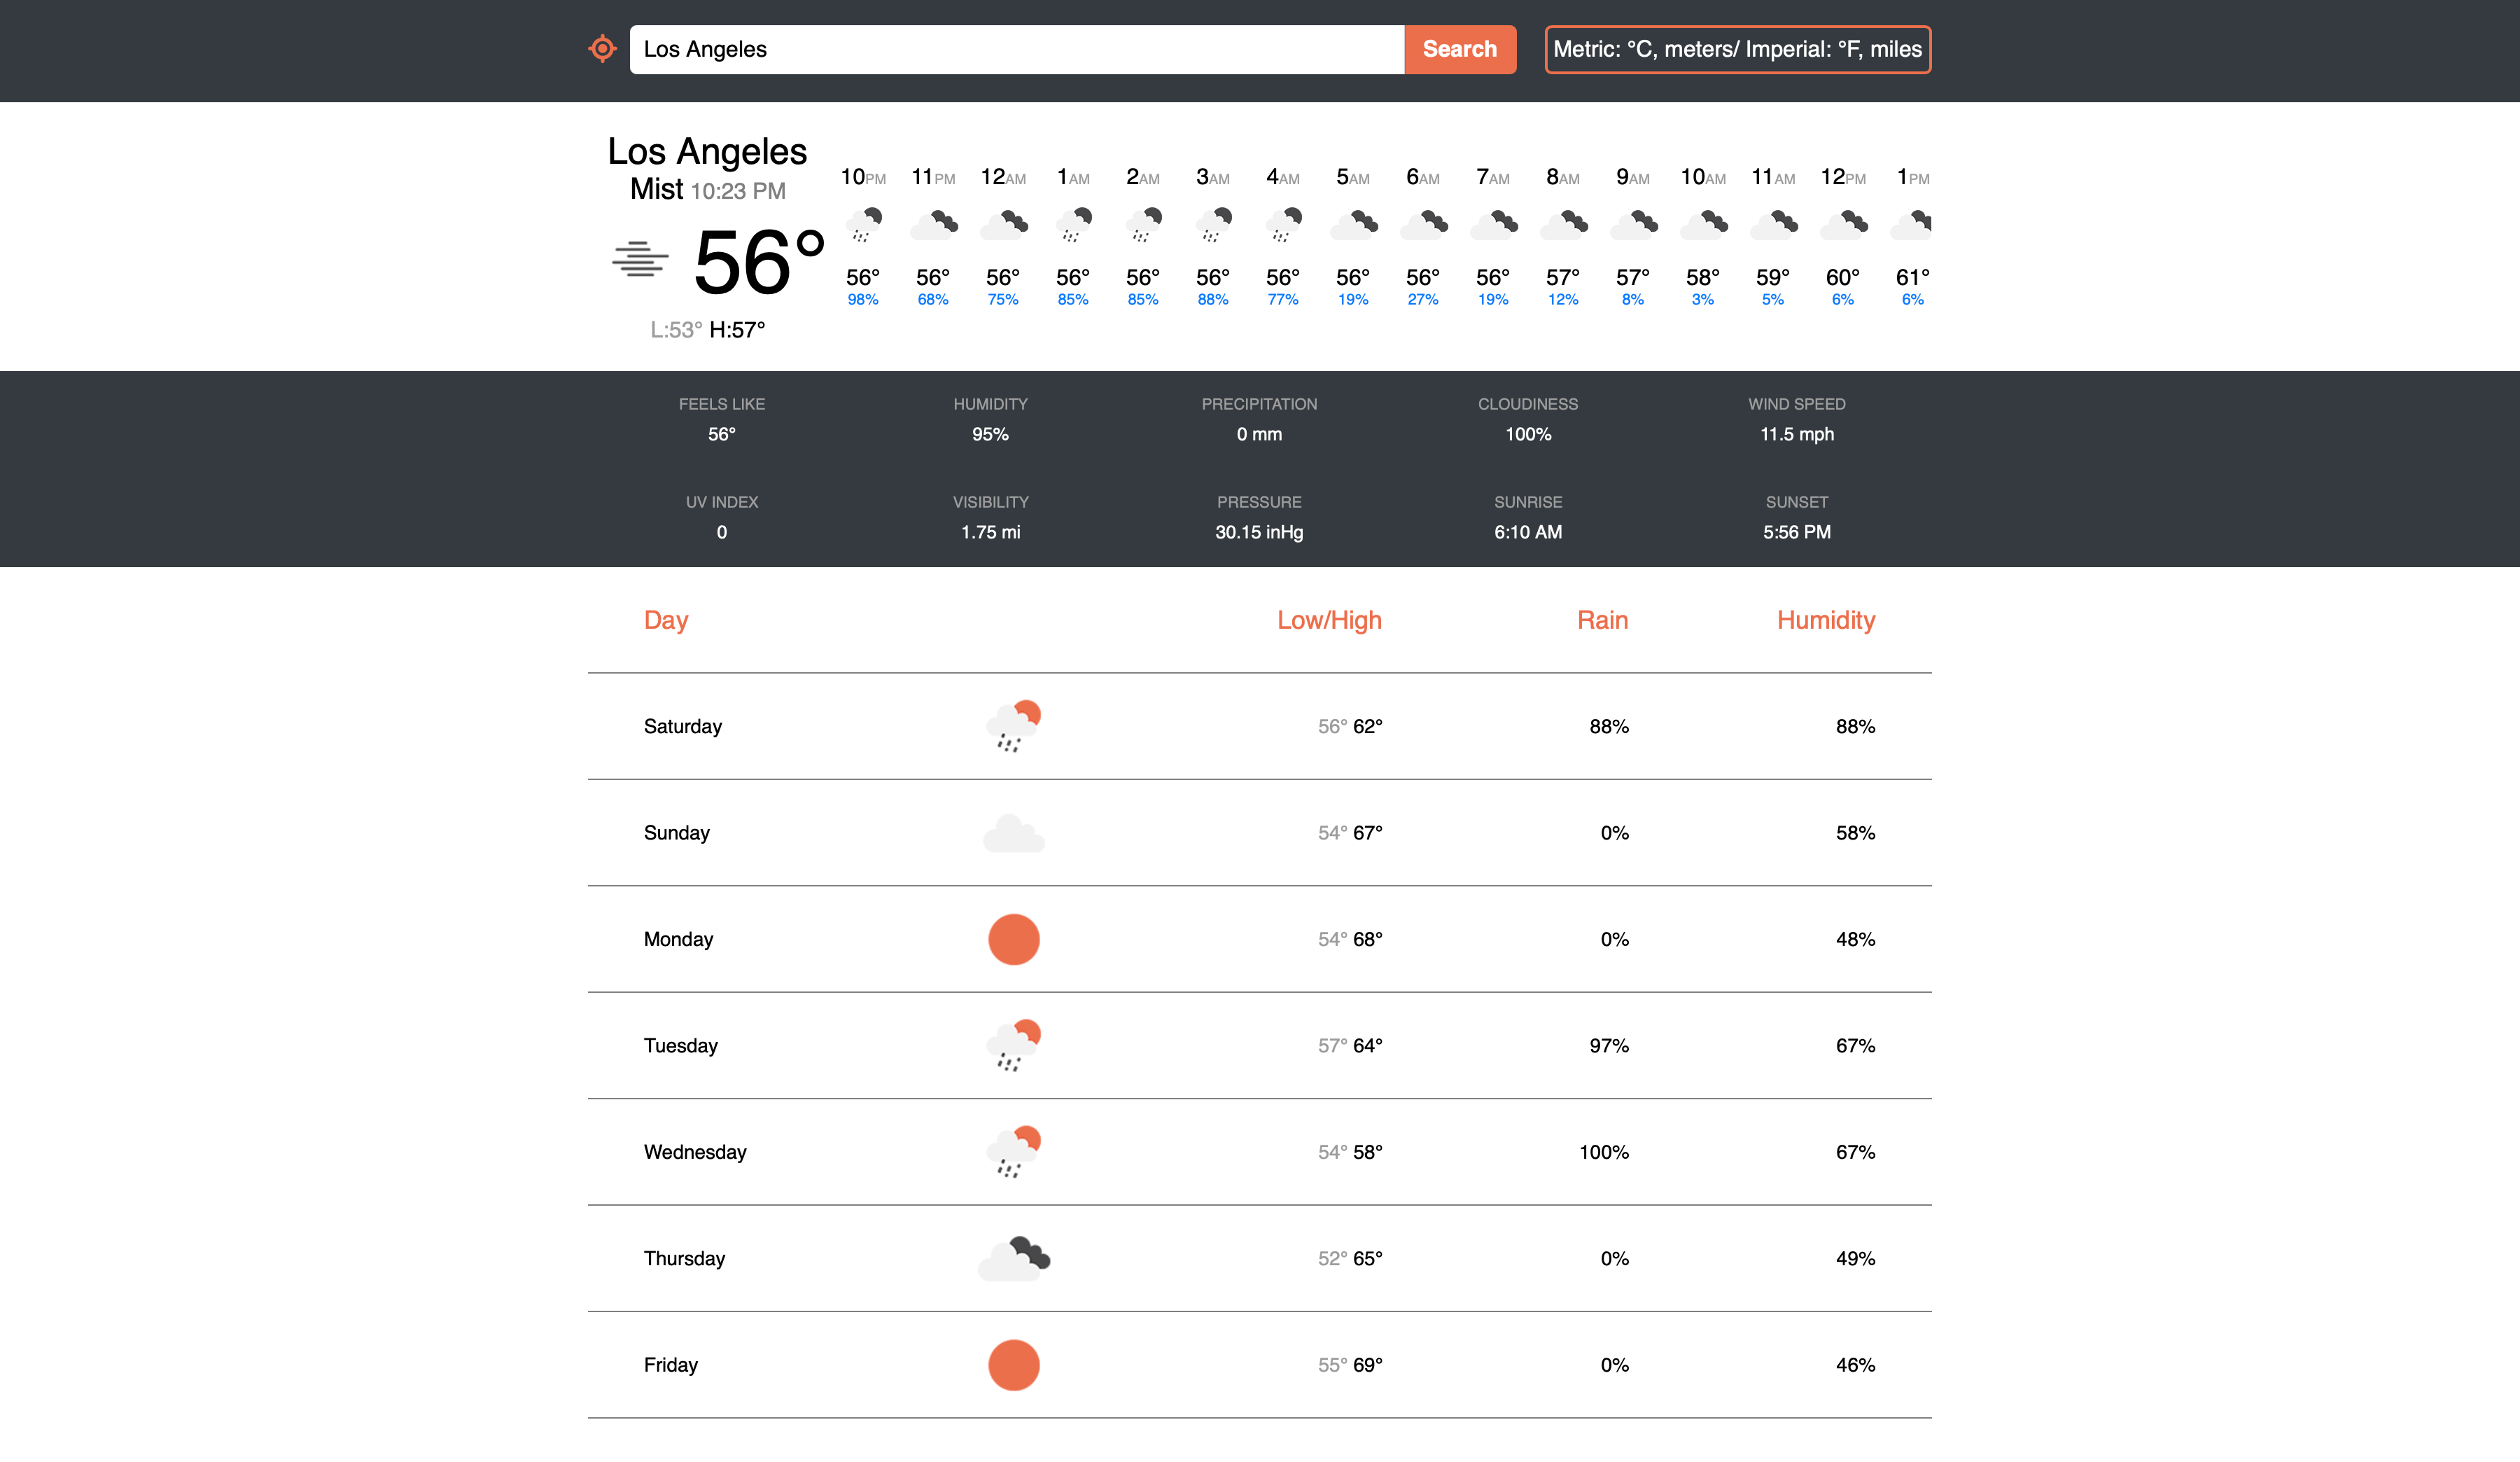 Los Angeles Search Metric: °C, meters/ Imperial: °F, miles
Los Angeles
Mist 10:23 PM
56°
L:53° H:57°
10PM 11PM 12AM 1AM 2AM 3AM 4AM 5AM 6AM 7AM 8AM 9AM 10AM 11AM 12PM 1PM
56° 56° 56° 56° 56° 56° 56° 56° 56° 56° 57° 57° 58° 59° 60° 61°
98% 68% 75% 85% 85% 88% 77% 19% 27% 19% 12% 8% 3% 5% 6% 6%
FEELS LIKE HUMIDITY PRECIPITATION CLOUDINESS WIND SPEED
56° 95% 0 mm 100% 11.5 mph
UV INDEX VISIBILITY PRESSURE SUNRISE SUNSET
0 1.75 mi 30.15 inHg 6:10 AM 5:56 PM
Day Low/High Rain Humidity
Saturday 56° 62° 88% 88%
Sunday 54° 67° 0% 58%
Monday 54° 68° 0% 48%
Tuesday 57° 64° 97% 67%
Wednesday 54° 58° 100% 67%
Thursday 52° 65° 0% 49%
Friday 55° 69° 0% 46%